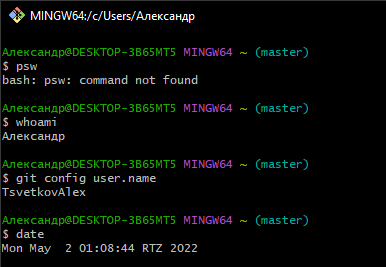 MINGW64:/c/Users/Александр
Александр@DESKTOP-3B65MT5 MINGW64 ~ (master)
$ psw
bash: psw: command not found
Александр@DESKTOP-3B65MT5 MINGW64 ~ (master)
$ whoami
Александр
Александр@DESKTOP-3B65MT5 MINGW64 ~ (master)
$ git config user.name
TsvetkovAlex
Александр@DESKTOP-3B65MT5 MINGW64 ~ (master)
$ date
Mon May  2 01:08:44 RTZ 2022